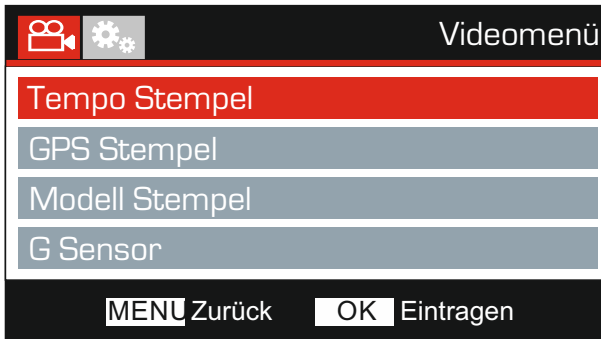 Videomenü
Tempo Stempel
GPS Stempel
Modell Stempel
G Sensor
MENU Zurück OK Eintragen